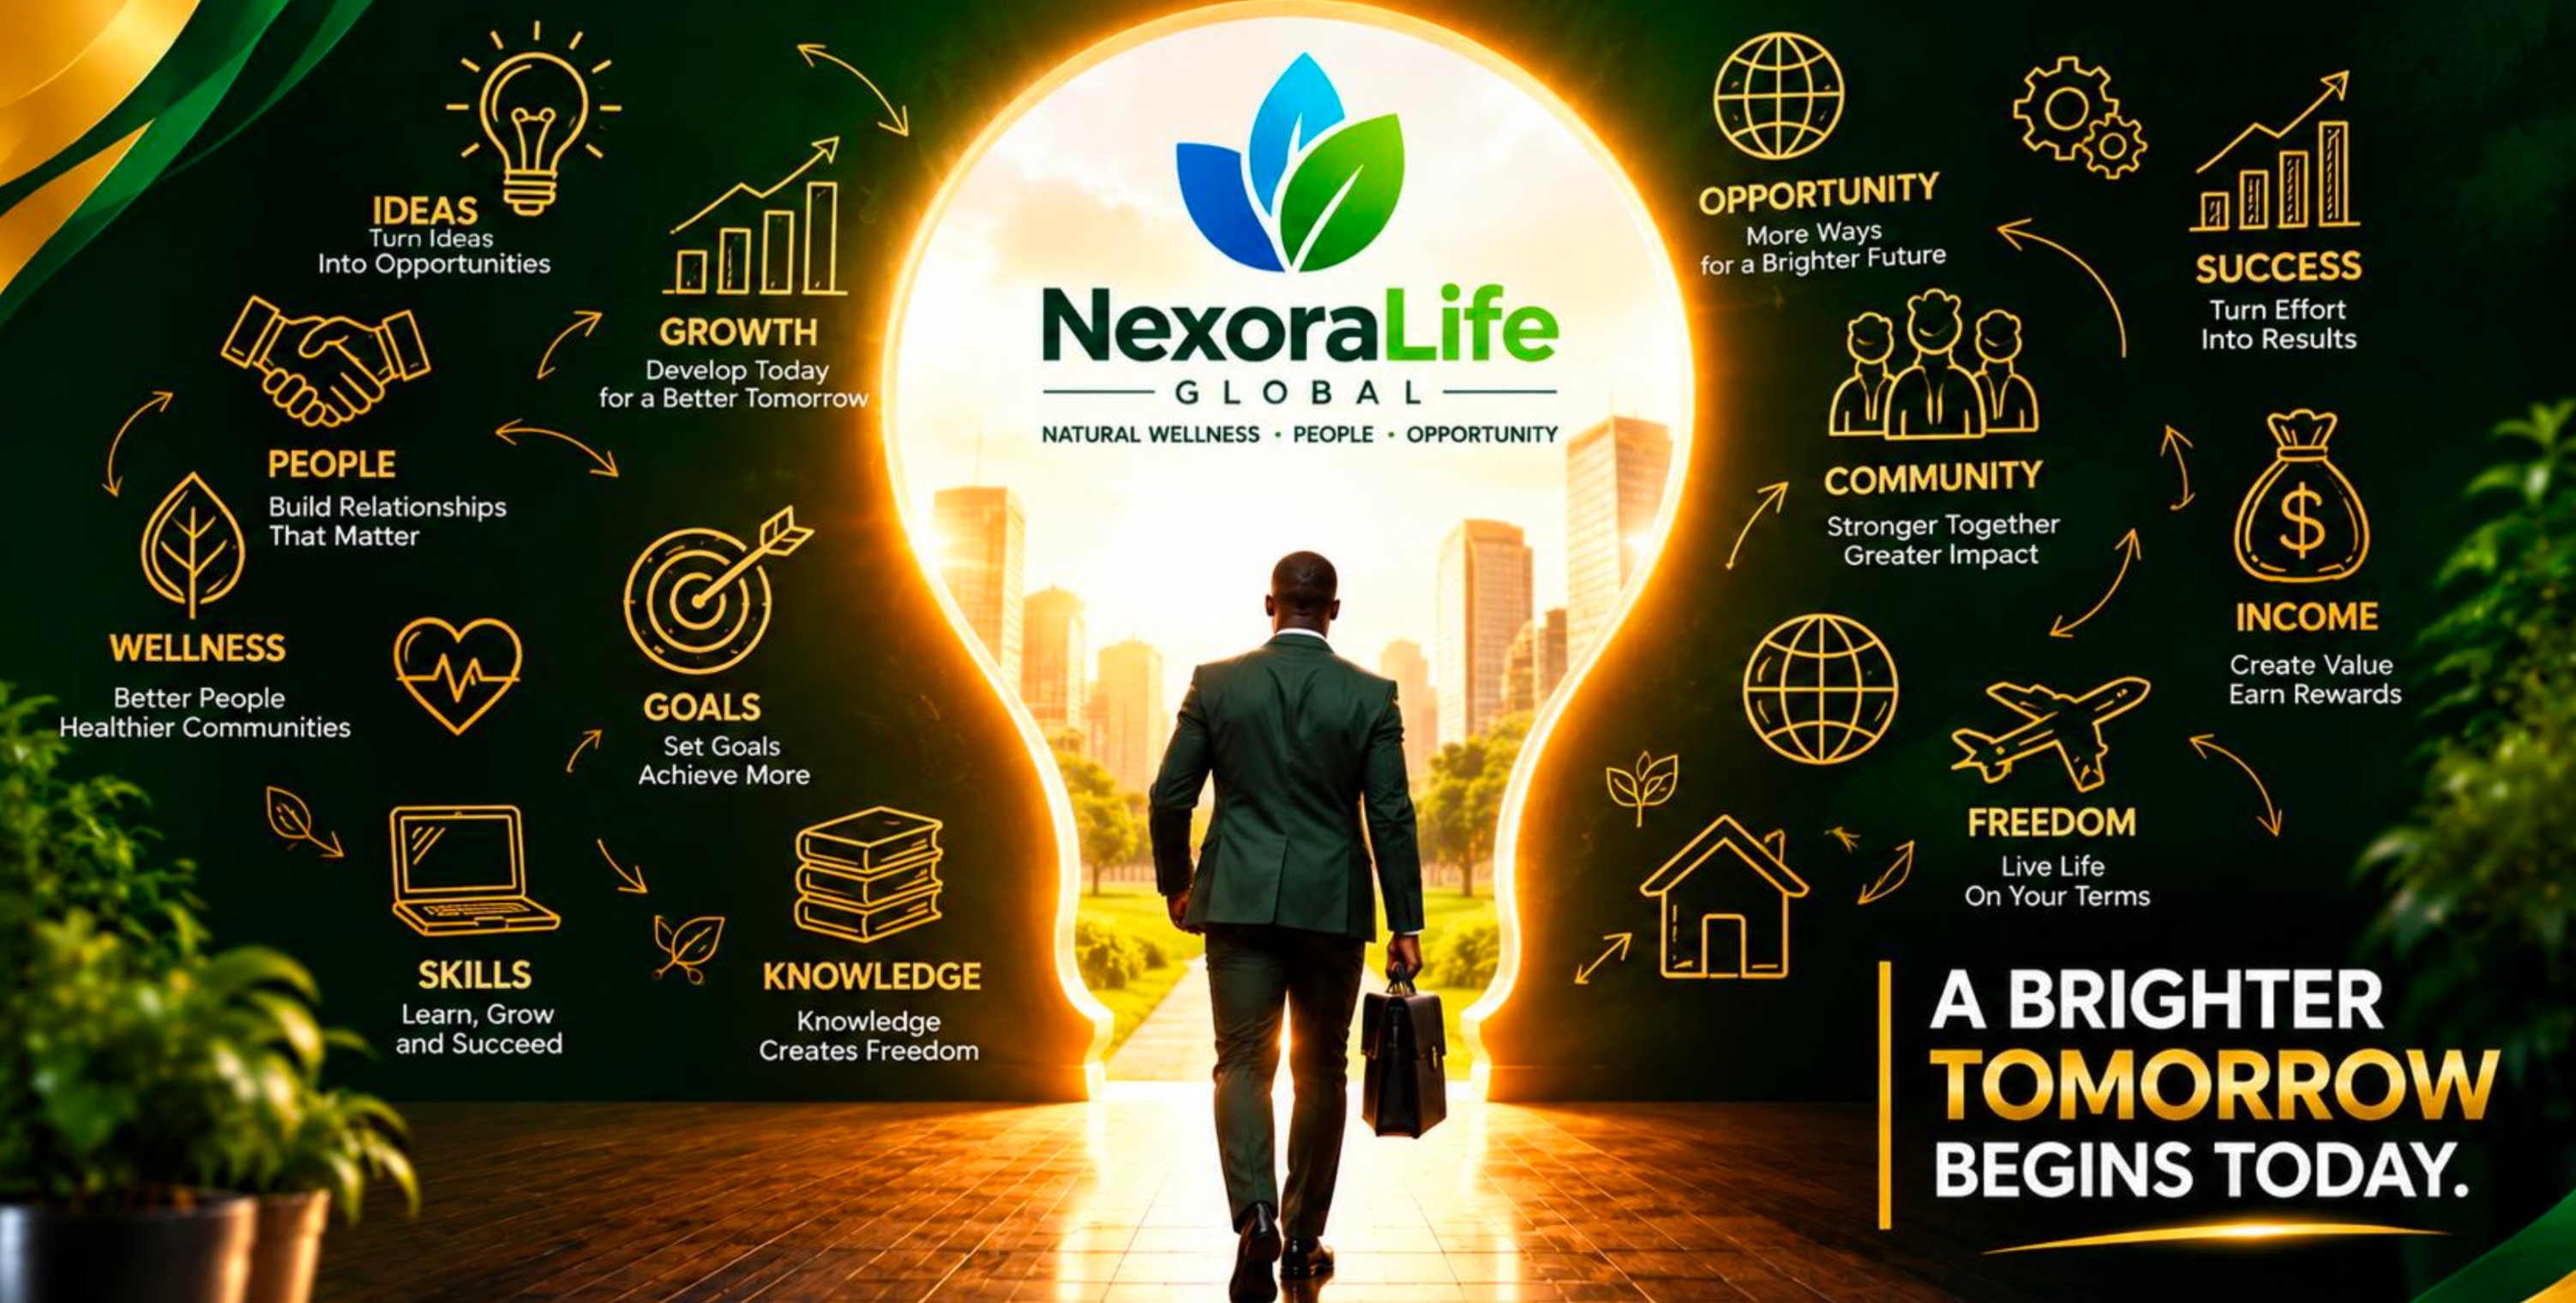 IDEAS
Turn Ideas
Into Opportunities
GROWTH
Develop Today
for a Better Tomorrow
PEOPLE
Build Relationships
That Matter
WELLNESS
Better People
Healthier Communities
GOALS
Set Goals
Achieve More
SKILLS
Learn, Grow
and Succeed
KNOWLEDGE
Knowledge
Creates Freedom
NexoraLife
GLOBAL
NATURAL WELLNESS • PEOPLE • OPPORTUNITY
OPPORTUNITY
More Ways
for a Brighter Future
SUCCESS
Turn Effort
Into Results
COMMUNITY
Stronger Together
Greater Impact
$
INCOME
Create Value
Earn Rewards
FREEDOM
Live Life
On Your Terms
A BRIGHTER
TOMORROW
BEGINS TODAY.